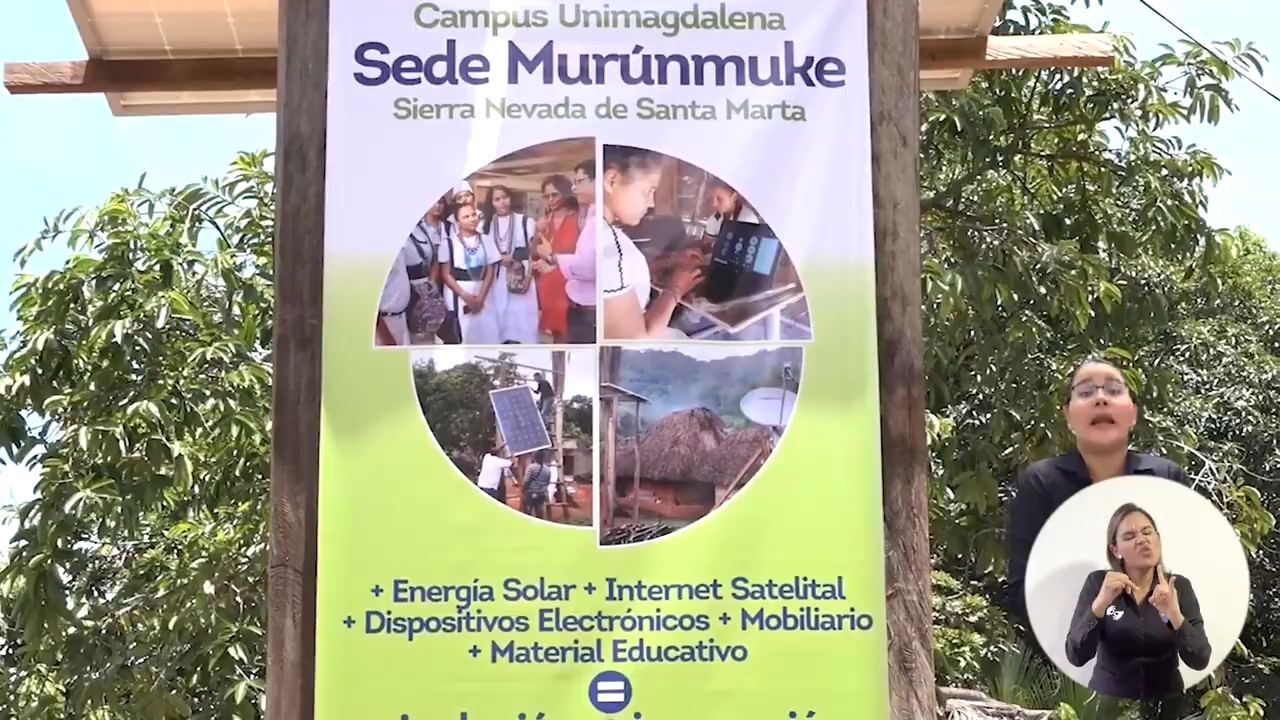 Campus Unimagdalena
Sede Murúnmuke
Sierra Nevada de Santa Marta
+ Energía Solar + Internet Satelital
+ Dispositivos Electrónicos + Mobiliario
+ Material Educativo
=